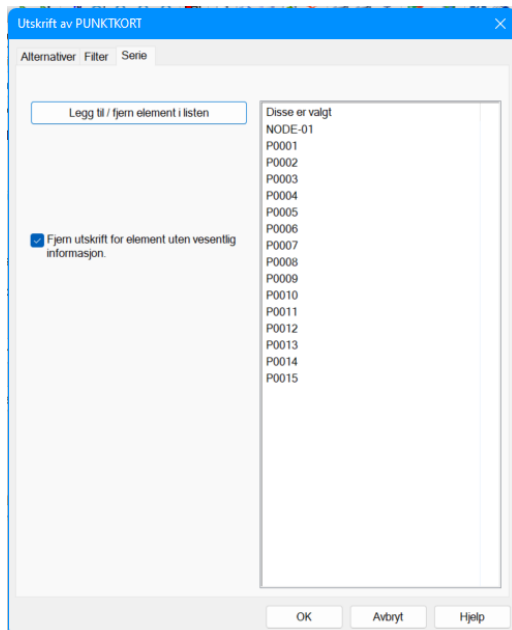 Utskrift av PUNKTKORT
Alternativer Filter Serie
Legg til / fjern element i listen
Fjern utskrift for element uten vesentlig
informasjon.
Disse er valgt
NODE-01
P0001
P0002
P0003
P0004
P0005
P0006
P0007
P0008
P0009
P0010
P0011
P0012
P0013
P0014
P0015
OK Avbryt Hjelp